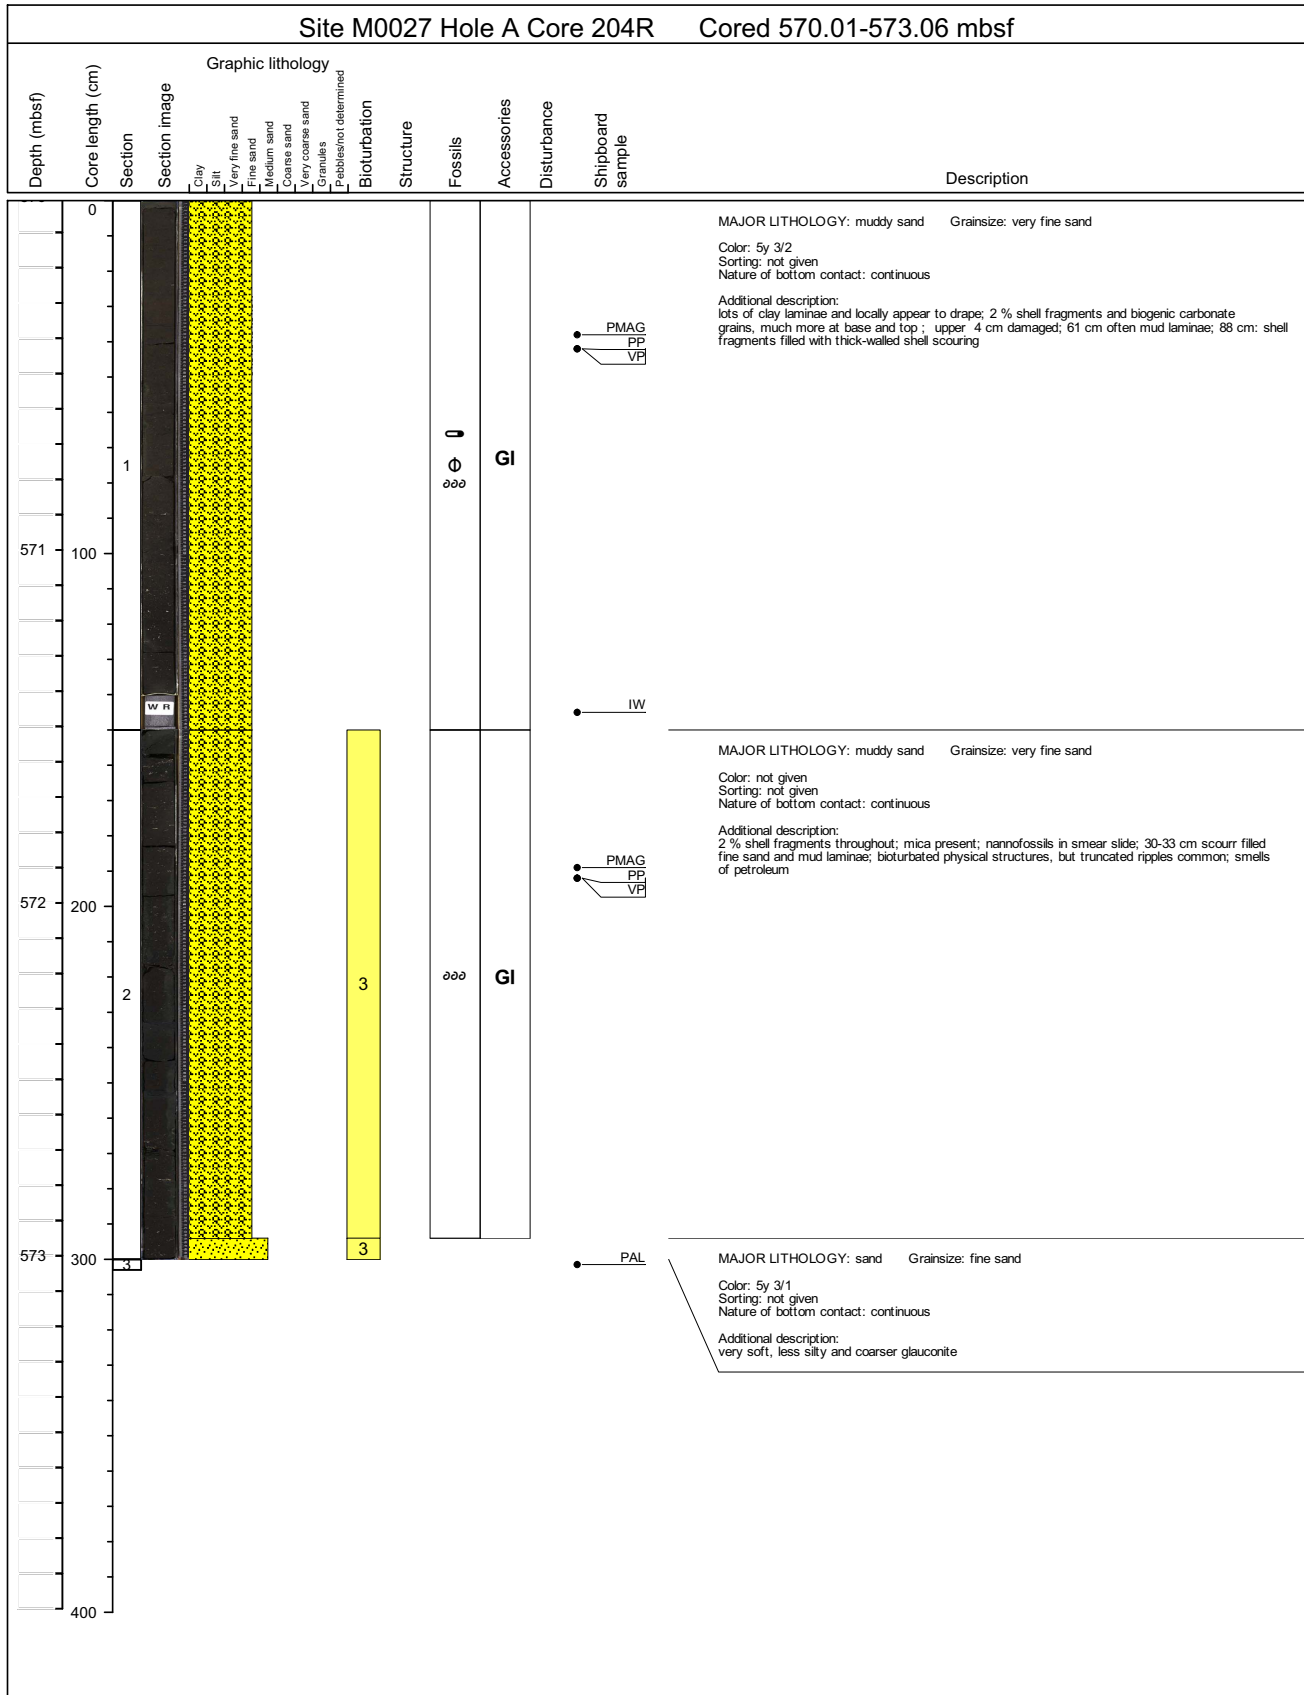 Site M0027 Hole A Core 204R Cored 570.01-573.06 mbsf
Graphic lithology
Depth (mbsf)
Core length (cm)
Section
Section image
Clay
Silt
Very fine sand
Fine sand
Medium sand
Coarse sand
Very coarse sand
Granules
Pebbles/not determined
Bioturbation
Structure
Fossils
Accessories
Disturbance
Shipboard
sample
Description
0
MAJOR LITHOLOGY: muddy sand Grainsize: very fine sand
Color: 5y 3/2
Sorting: not given
Nature of bottom contact: continuous
Additional description:
lots of clay laminae and locally appear to drape; 2 % shell fragments and biogenic carbonate
grains, much more at base and top ; upper 4 cm damaged; 61 cm often mud laminae; 88 cm: shell
fragments filled with thick-walled shell scouring
PMAG
PP
VP
1
Gl
571
100
W R
IW
MAJOR LITHOLOGY: muddy sand Grainsize: very fine sand
Color: not given
Sorting: not given
Nature of bottom contact: continuous
Additional description:
2 % shell fragments throughout; mica present; nannofossils in smear slide; 30-33 cm scourr filled
fine sand and mud laminae; bioturbated physical structures, but truncated ripples common; smells
of petroleum
PMAG
PP
VP
572
200
2
3
Gl
573
300
3
3
PAL
MAJOR LITHOLOGY: sand Grainsize: fine sand
Color: 5y 3/1
Sorting: not given
Nature of bottom contact: continuous
Additional description:
very soft, less silty and coarser glauconite
400